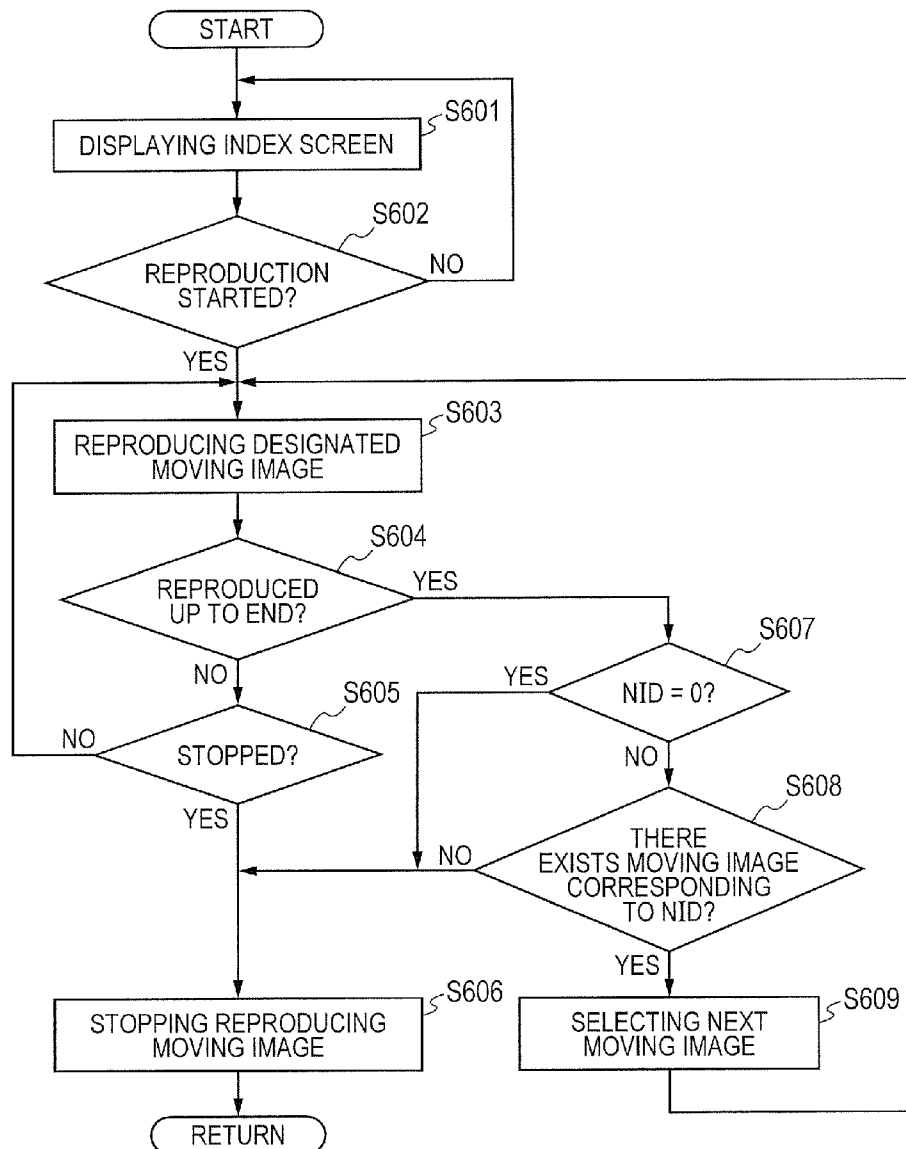 START
S601
DISPLAYING INDEX SCREEN
S602
REPRODUCTION
STARTED?
NO
YES
S603
REPRODUCING DESIGNATED
MOVING IMAGE
S604
REPRODUCED
UP TO END?
YES
NO
S605
STOPPED?
NO
YES
S607
NID = 0?
YES
NO
S608
THERE
EXISTS MOVING IMAGE
CORRESPONDING
TO NID?
NO
YES
S606
STOPPING REPRODUCING
MOVING IMAGE
S609
SELECTING NEXT
MOVING IMAGE
RETURN